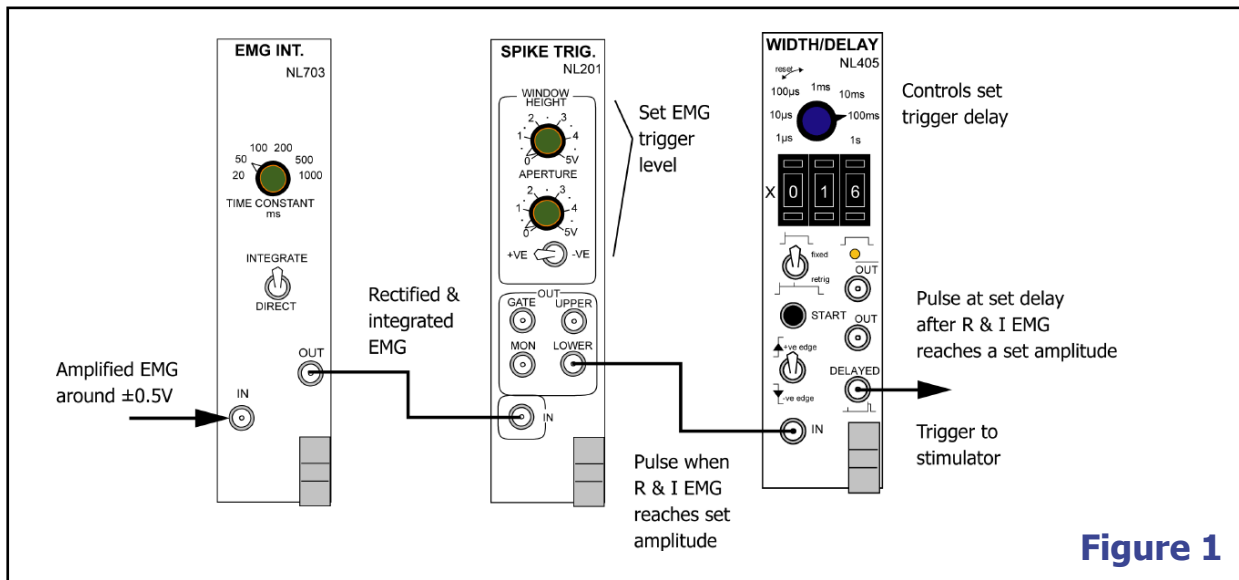 EMG INT.
NL703
50 100 200 500
20 1000
TIME CONSTANT
ms
INTEGRATE
DIRECT
OUT
IN
Amplified EMG
around ±0.5V
Rectified &
integrated
EMG
SPIKE TRIG.
NL201
WINDOW
HEIGHT
2 3
1 4
0 5V
APERTURE
2 3
1 4
0 5V
+VE -VE
OUT
GATE UPPER
MON LOWER
IN
Set EMG
trigger
level
Pulse when
R & I EMG
reaches set
amplitude
WIDTH/DELAY
NL405
reset
1ms
100µs 10ms
10µs 100ms
1µs 1s
X 0 1 6
fixed
retrig
OUT
START
OUT
+ve edge
DELAYED
-ve edge
IN
Controls set
trigger delay
Pulse at set delay
after R & I EMG
reaches a set amplitude
Trigger to
stimulator
Figure 1